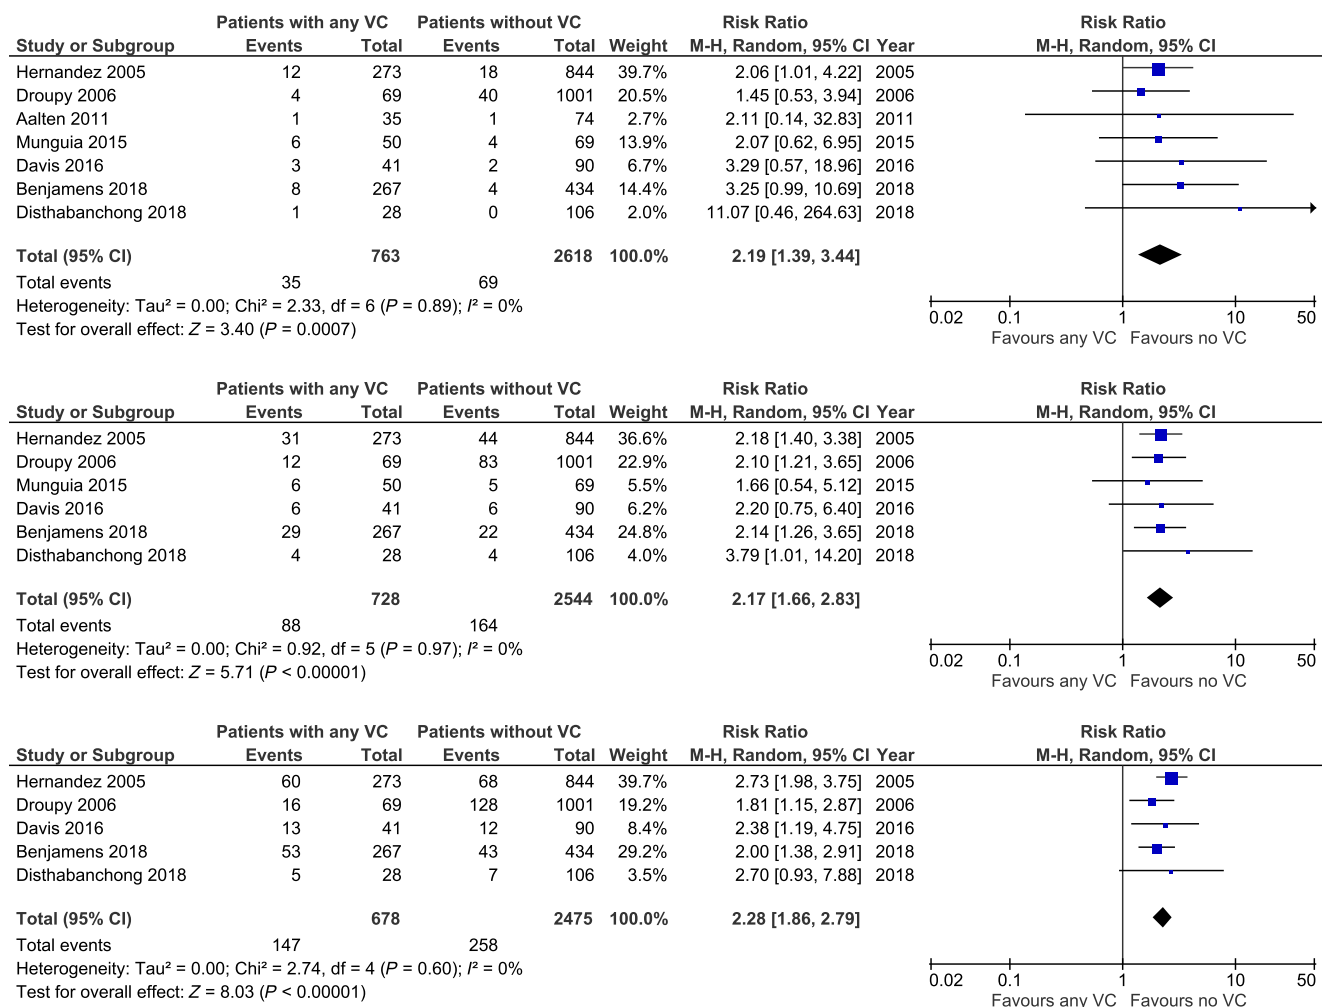 Patients with any VC Patients without VC Risk Ratio Risk Ratio
Study or Subgroup Events Total Events Total Weight M-H, Random, 95% CI Year M-H, Random, 95% CI
Hernandez 2005 12 273 18 844 39.7% 2.06 [1.01, 4.22] 2005
Droupy 2006 4 69 40 1001 20.5% 1.45 [0.53, 3.94] 2006
Aalten 2011 1 35 1 74 2.7% 2.11 [0.14, 32.83] 2011
Munguia 2015 6 50 4 69 13.9% 2.07 [0.62, 6.95] 2015
Davis 2016 3 41 2 90 6.7% 3.29 [0.57, 18.96] 2016
Benjamens 2018 8 267 4 434 14.4% 3.25 [0.99, 10.69] 2018
Disthabanchong 2018 1 28 0 106 2.0% 11.07 [0.46, 264.63] 2018
Total (95% CI) 763 2618 100.0% 2.19 [1.39, 3.44]
Total events 35 69
Heterogeneity: Tau² = 0.00; Chi² = 2.33, df = 6 (P = 0.89); I² = 0%
Test for overall effect: Z = 3.40 (P = 0.0007)
0.02 0.1 1 10 50
Favours any VC Favours no VC
Patients with any VC Patients without VC Risk Ratio Risk Ratio
Study or Subgroup Events Total Events Total Weight M-H, Random, 95% CI Year M-H, Random, 95% CI
Hernandez 2005 31 273 44 844 36.6% 2.18 [1.40, 3.38] 2005
Droupy 2006 12 69 83 1001 22.9% 2.10 [1.21, 3.65] 2006
Munguia 2015 6 50 5 69 5.5% 1.66 [0.54, 5.12] 2015
Davis 2016 6 41 6 90 6.2% 2.20 [0.75, 6.40] 2016
Benjamens 2018 29 267 22 434 24.8% 2.14 [1.26, 3.65] 2018
Disthabanchong 2018 4 28 4 106 4.0% 3.79 [1.01, 14.20] 2018
Total (95% CI) 728 2544 100.0% 2.17 [1.66, 2.83]
Total events 88 164
Heterogeneity: Tau² = 0.00; Chi² = 0.92, df = 5 (P = 0.97); I² = 0%
Test for overall effect: Z = 5.71 (P < 0.00001)
0.02 0.1 1 10 50
Favours any VC Favours no VC
Patients with any VC Patients without VC Risk Ratio Risk Ratio
Study or Subgroup Events Total Events Total Weight M-H, Random, 95% CI Year M-H, Random, 95% CI
Hernandez 2005 60 273 68 844 39.7% 2.73 [1.98, 3.75] 2005
Droupy 2006 16 69 128 1001 19.2% 1.81 [1.15, 2.87] 2006
Davis 2016 13 41 12 90 8.4% 2.38 [1.19, 4.75] 2016
Benjamens 2018 53 267 43 434 29.2% 2.00 [1.38, 2.91] 2018
Disthabanchong 2018 5 28 7 106 3.5% 2.70 [0.93, 7.88] 2018
Total (95% CI) 678 2475 100.0% 2.28 [1.86, 2.79]
Total events 147 258
Heterogeneity: Tau² = 0.00; Chi² = 2.74, df = 4 (P = 0.60); I² = 0%
Test for overall effect: Z = 8.03 (P < 0.00001)
0.02 0.1 1 10 50
Favours any VC Favours no VC